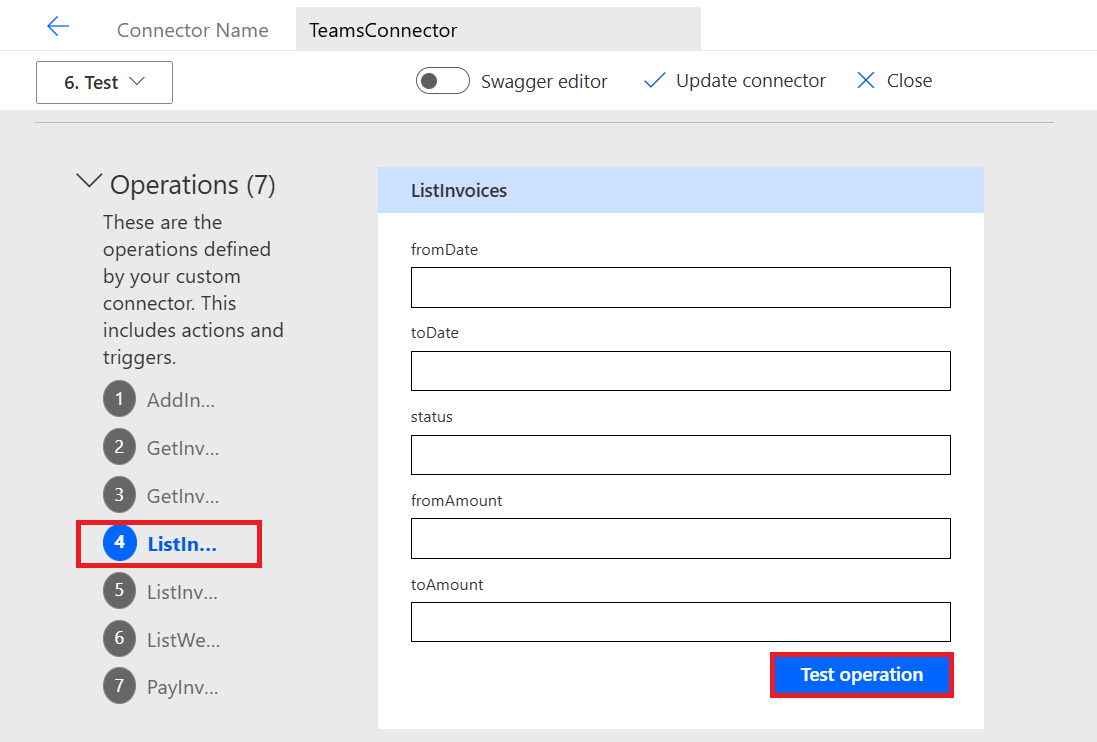 Connector Name TeamsConnector
6. Test Swagger editor Update connector Close
Operations (7)
These are the
operations defined
by your custom
connector. This
includes actions and
triggers.
1 AddIn...
2 GetInv...
3 GetInv...
4 ListIn...
5 ListInv...
6 ListWe...
7 PayInv...
ListInvoices
fromDate
toDate
status
fromAmount
toAmount
Test operation